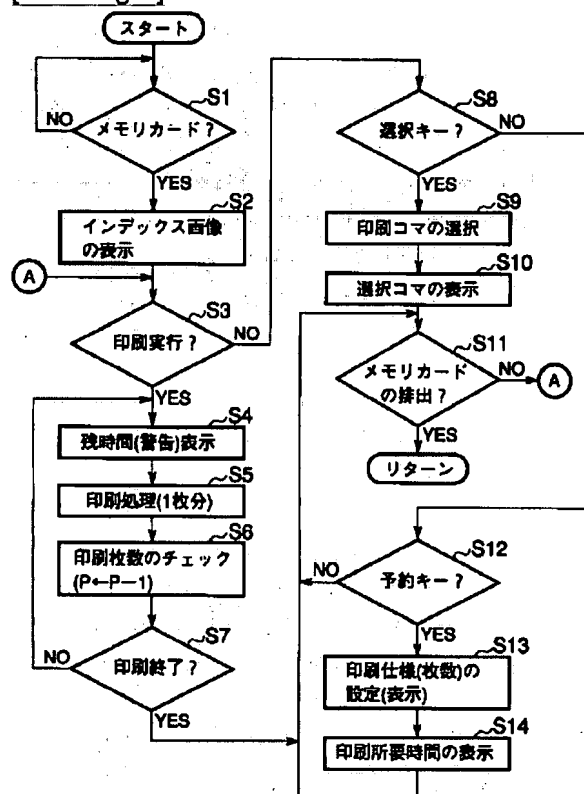 スタート
S1
メモリカード?
NO
YES
S2
インデックス画像
の表示
A
S3
印刷実行?
NO
YES
S4
残時間(警告)表示
S5
印刷処理(1枚分)
S6
印刷枚数のチェック
(P←P−1)
S7
印刷終了?
NO
YES
S8
選択キー?
NO
YES
S9
印刷コマの選択
S10
選択コマの表示
S11
メモリカード
の排出?
NO
A
YES
リターン
S12
予約キー?
NO
YES
S13
印刷仕様(枚数)の
設定(表示)
S14
印刷所要時間の表示